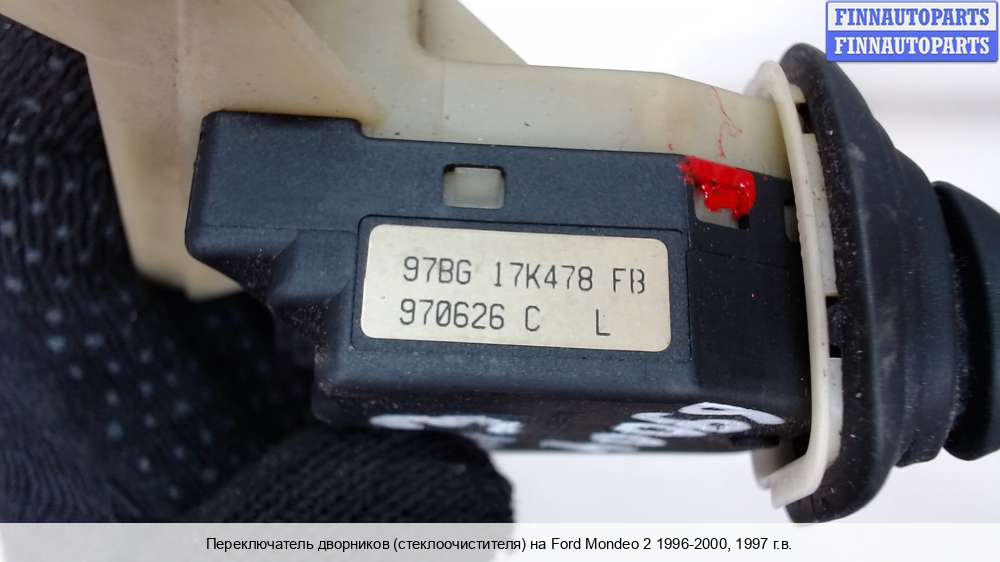 FINNAUTOPARTS
FINNAUTOPARTS
97BG 17K478 FB
970626 C L
Переключатель дворников (стеклоочистителя) на Ford Mondeo 2 1996-2000, 1997 г.в.